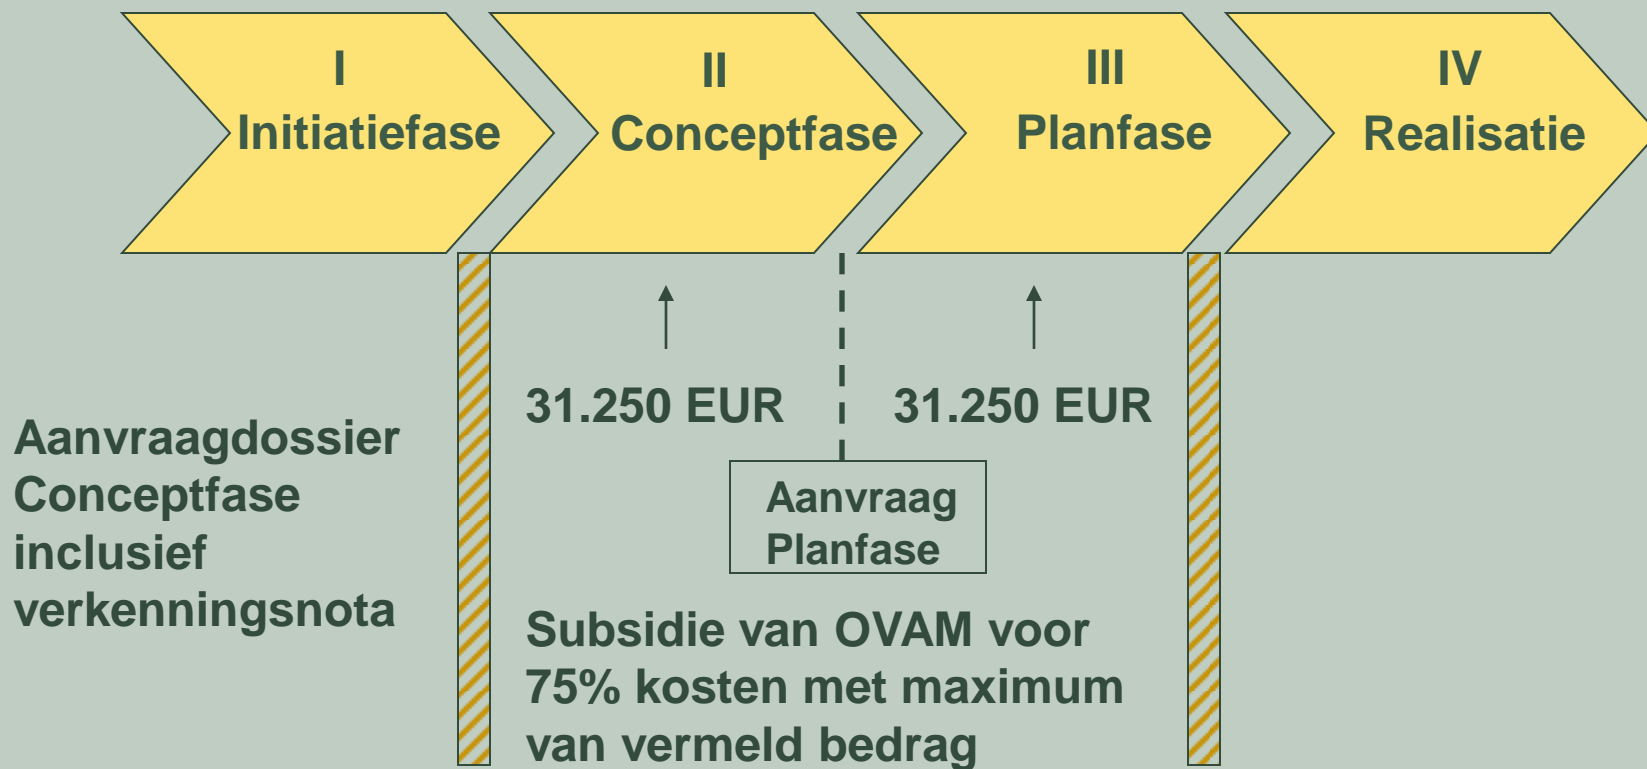 I
Initiatiefase
II
Conceptfase
III
Planfase
IV
Realisatie
31.250 EUR
31.250 EUR
Aanvraagdossier
Conceptfase
inclusief
verkenningsnota
Aanvraag
Planfase
Subsidie van OVAM voor
75% kosten met maximum
van vermeld bedrag